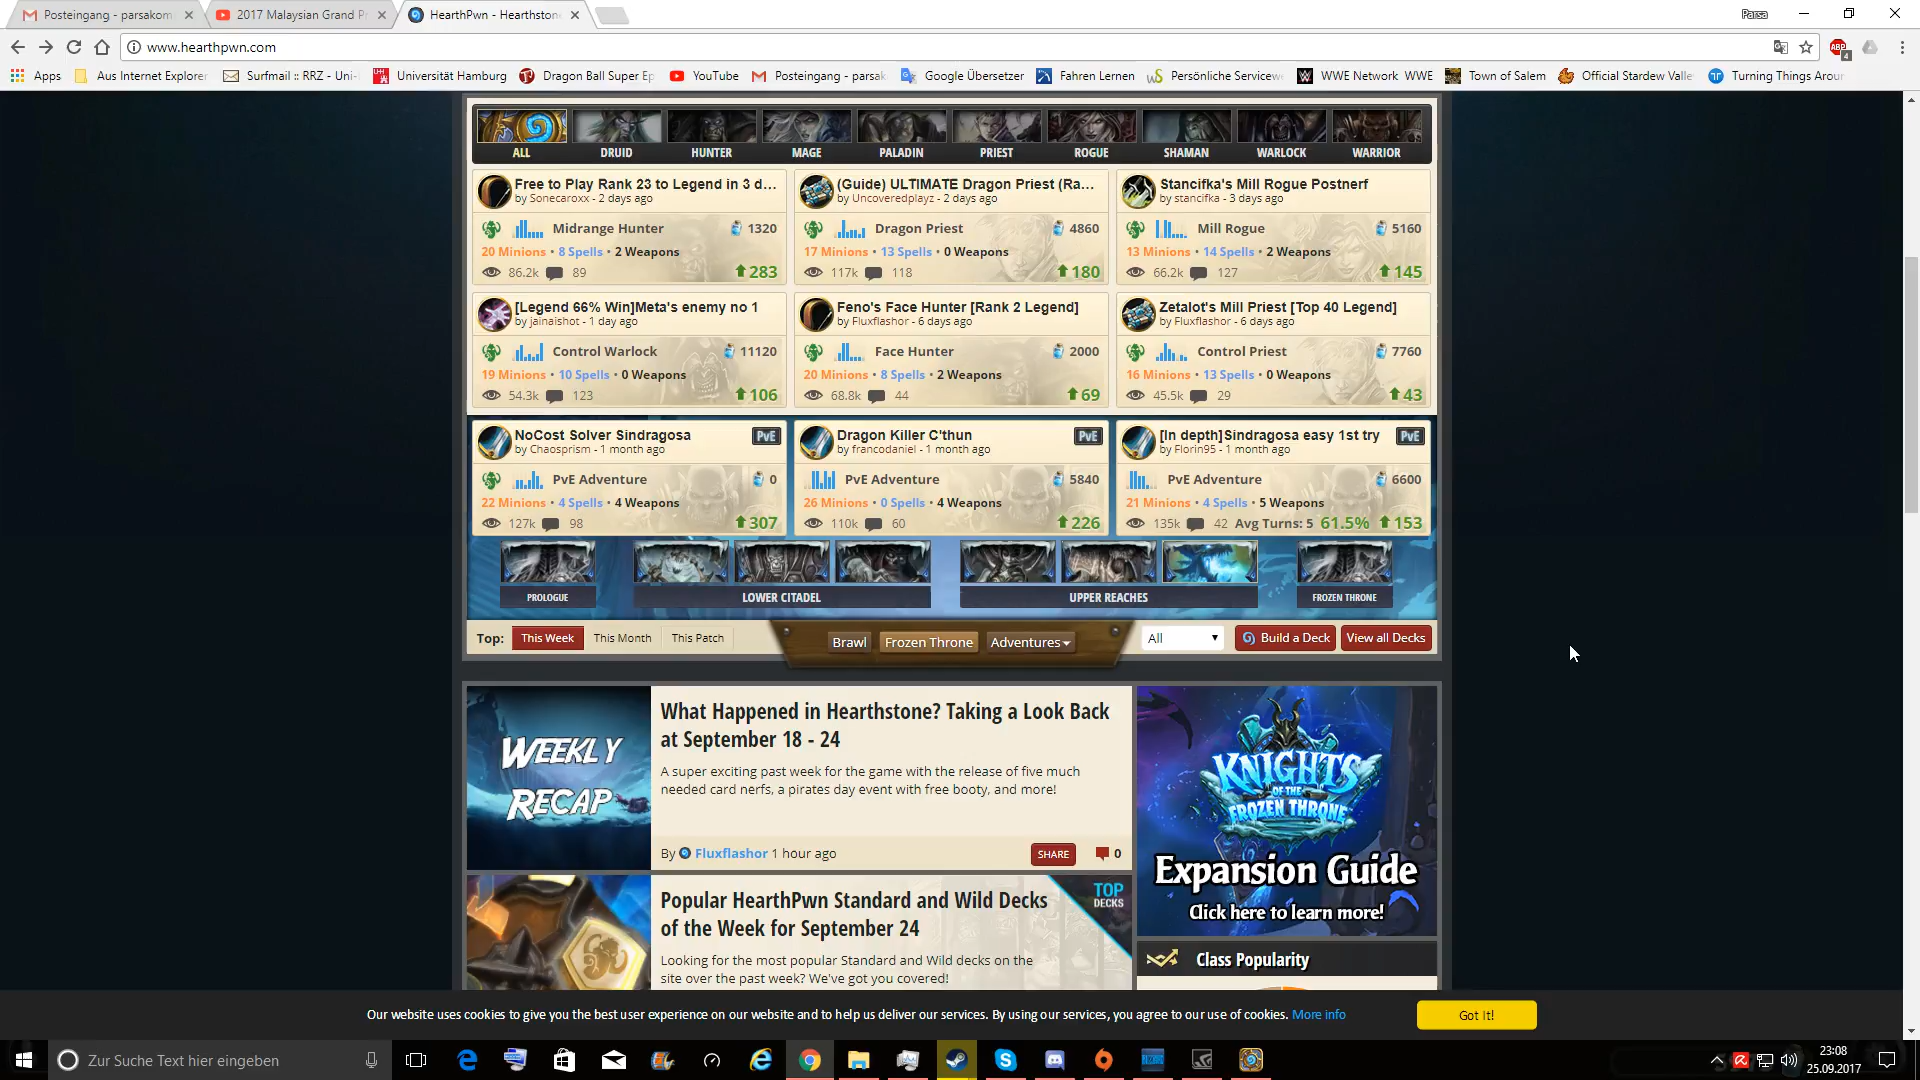 Posteingang - parsakom
2017 Malaysian Grand P
HearthPwn - Hearthstone
Parsa
www.hearthpwn.com
ABP
4
Apps
Aus Internet Explorer
Surfmail :: RRZ - Uni-
Universität Hamburg
Dragon Ball Super Ep
YouTube
Posteingang - parsak
Google Übersetzer
Fahren Lernen
Persönliche Servicew
WWE Network WWE
Town of Salem
Official Stardew Valle
Turning Things Arou
ALL
DRUID
HUNTER
MAGE
PALADIN
PRIEST
ROGUE
SHAMAN
WARLOCK
WARRIOR
Free to Play Rank 23 to Legend in 3 d...
by Sonecaroxx - 2 days ago
Midrange Hunter
1320
20 Minions • 8 Spells • 2 Weapons
86.2k
89
283
(Guide) ULTIMATE Dragon Priest (Ra...
by Uncoveredplayz - 2 days ago
Dragon Priest
4860
17 Minions • 13 Spells • 0 Weapons
117k
118
180
Stancifka's Mill Rogue Postnerf
by stancifka - 3 days ago
Mill Rogue
5160
13 Minions • 14 Spells • 2 Weapons
66.2k
127
145
[Legend 66% Win]Meta's enemy no 1
by jainaishot - 1 day ago
Control Warlock
11120
19 Minions • 10 Spells • 0 Weapons
54.3k
123
106
Feno's Face Hunter [Rank 2 Legend]
by Fluxflashor - 6 days ago
Face Hunter
2000
20 Minions • 8 Spells • 2 Weapons
68.8k
44
69
Zetalot's Mill Priest [Top 40 Legend]
by Fluxflashor - 6 days ago
Control Priest
7760
16 Minions • 13 Spells • 0 Weapons
45.5k
29
43
NoCost Solver Sindragosa
PvE
by Chaosprism - 1 month ago
PvE Adventure
0
22 Minions • 4 Spells • 4 Weapons
127k
98
307
Dragon Killer C'thun
PvE
by francodaniel - 1 month ago
PvE Adventure
5840
26 Minions • 0 Spells • 4 Weapons
110k
60
226
[In depth]Sindragosa easy 1st try
PvE
by Florin95 - 1 month ago
PvE Adventure
6600
21 Minions • 4 Spells • 5 Weapons
135k
42
Avg Turns: 5
61.5%
153
PROLOGUE
LOWER CITADEL
UPPER REACHES
FROZEN THRONE
Top:
This Week
This Month
This Patch
Brawl
Frozen Throne
Adventures
All
Build a Deck
View all Decks
WEEKLY
RECAP
What Happened in Hearthstone? Taking a Look Back
at September 18 - 24
A super exciting past week for the game with the release of five much
needed card nerfs, a pirates day event with free booty, and more!
By Fluxflashor 1 hour ago
SHARE
0
KNIGHTS
OF THE
FROZEN THRONE
Expansion Guide
Click here to learn more!
Popular HearthPwn Standard and Wild Decks
of the Week for September 24
TOP
DECKS
Looking for the most popular Standard and Wild decks on the
site over the past week? We've got you covered!
Class Popularity
Our website uses cookies to give you the best user experience on our website and to help us deliver our services. By using our services, you agree to our use of cookies. More info
Got It!
Zur Suche Text hier eingeben
23:08
25.09.2017